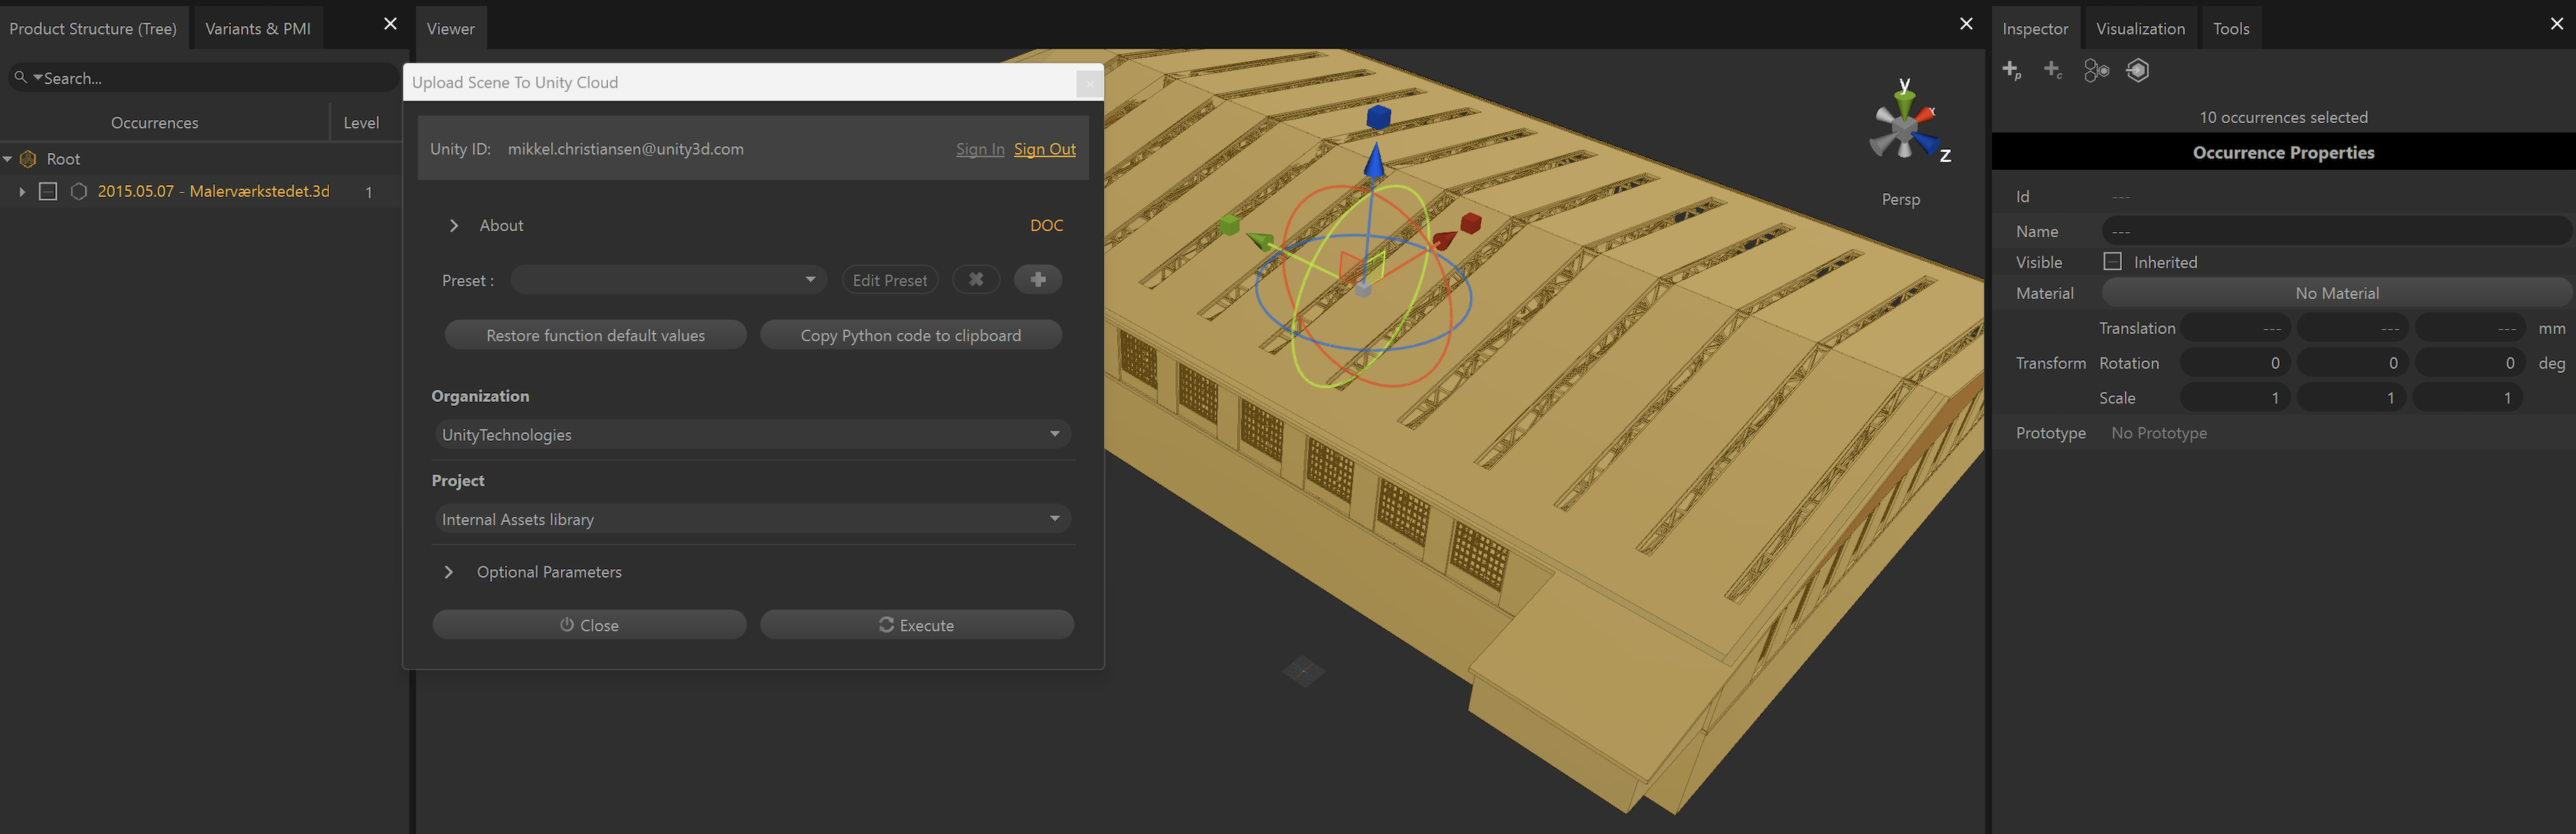 Product Structure (Tree)
Variants & PMI
Search...
Occurrences
Level
Root
2015.05.07 - Malerværkstedet.3d
1
Viewer
Upload Scene To Unity Cloud
Unity ID: mikkel.christiansen@unity3d.com
Sign In Sign Out
About
DOC
Preset :
Edit Preset
Restore function default values
Copy Python code to clipboard
Organization
UnityTechnologies
Project
Internal Assets library
Optional Parameters
Close
Execute
y
x
z
Persp
Inspector
Visualization
Tools
+p
+c
10 occurrences selected
Occurrence Properties
Id ---
Name ---
Visible Inherited
Material No Material
Translation --- --- --- mm
Transform Rotation 0 0 0 deg
Scale 1 1 1
Prototype No Prototype